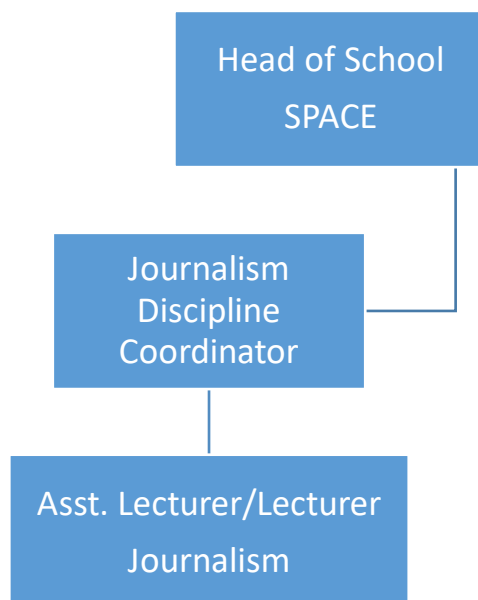 Head of School
SPACE
Journalism
Discipline
Coordinator
Asst. Lecturer/Lecturer
Journalism